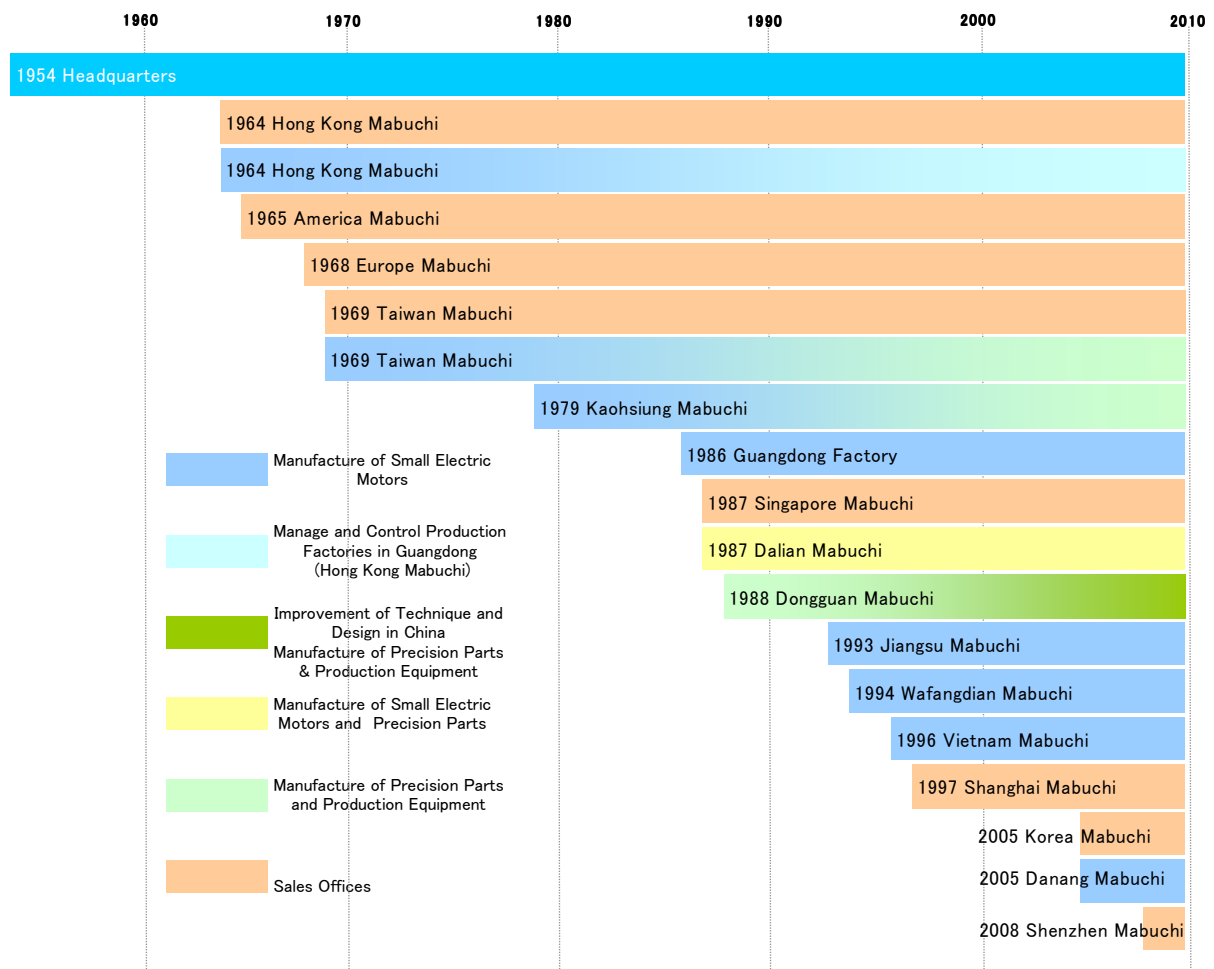 1960 1970 1980 1990 2000 2010
1954 Headquarters
1964 Hong Kong Mabuchi
1964 Hong Kong Mabuchi
1965 America Mabuchi
1968 Europe Mabuchi
1969 Taiwan Mabuchi
1969 Taiwan Mabuchi
1979 Kaohsiung Mabuchi
1986 Guangdong Factory
1987 Singapore Mabuchi
1987 Dalian Mabuchi
1988 Dongguan Mabuchi
1993 Jiangsu Mabuchi
1994 Wafangdian Mabuchi
1996 Vietnam Mabuchi
1997 Shanghai Mabuchi
2005 Korea Mabuchi
2005 Danang Mabuchi
2008 Shenzhen Mabuchi
Manufacture of Small Electric
Motors
Manage and Control Production
Factories in Guangdong
(Hong Kong Mabuchi)
Improvement of Technique and
Design in China
Manufacture of Precision Parts
& Production Equipment
Manufacture of Small Electric
Motors and Precision Parts
Manufacture of Precision Parts
and Production Equipment
Sales Offices